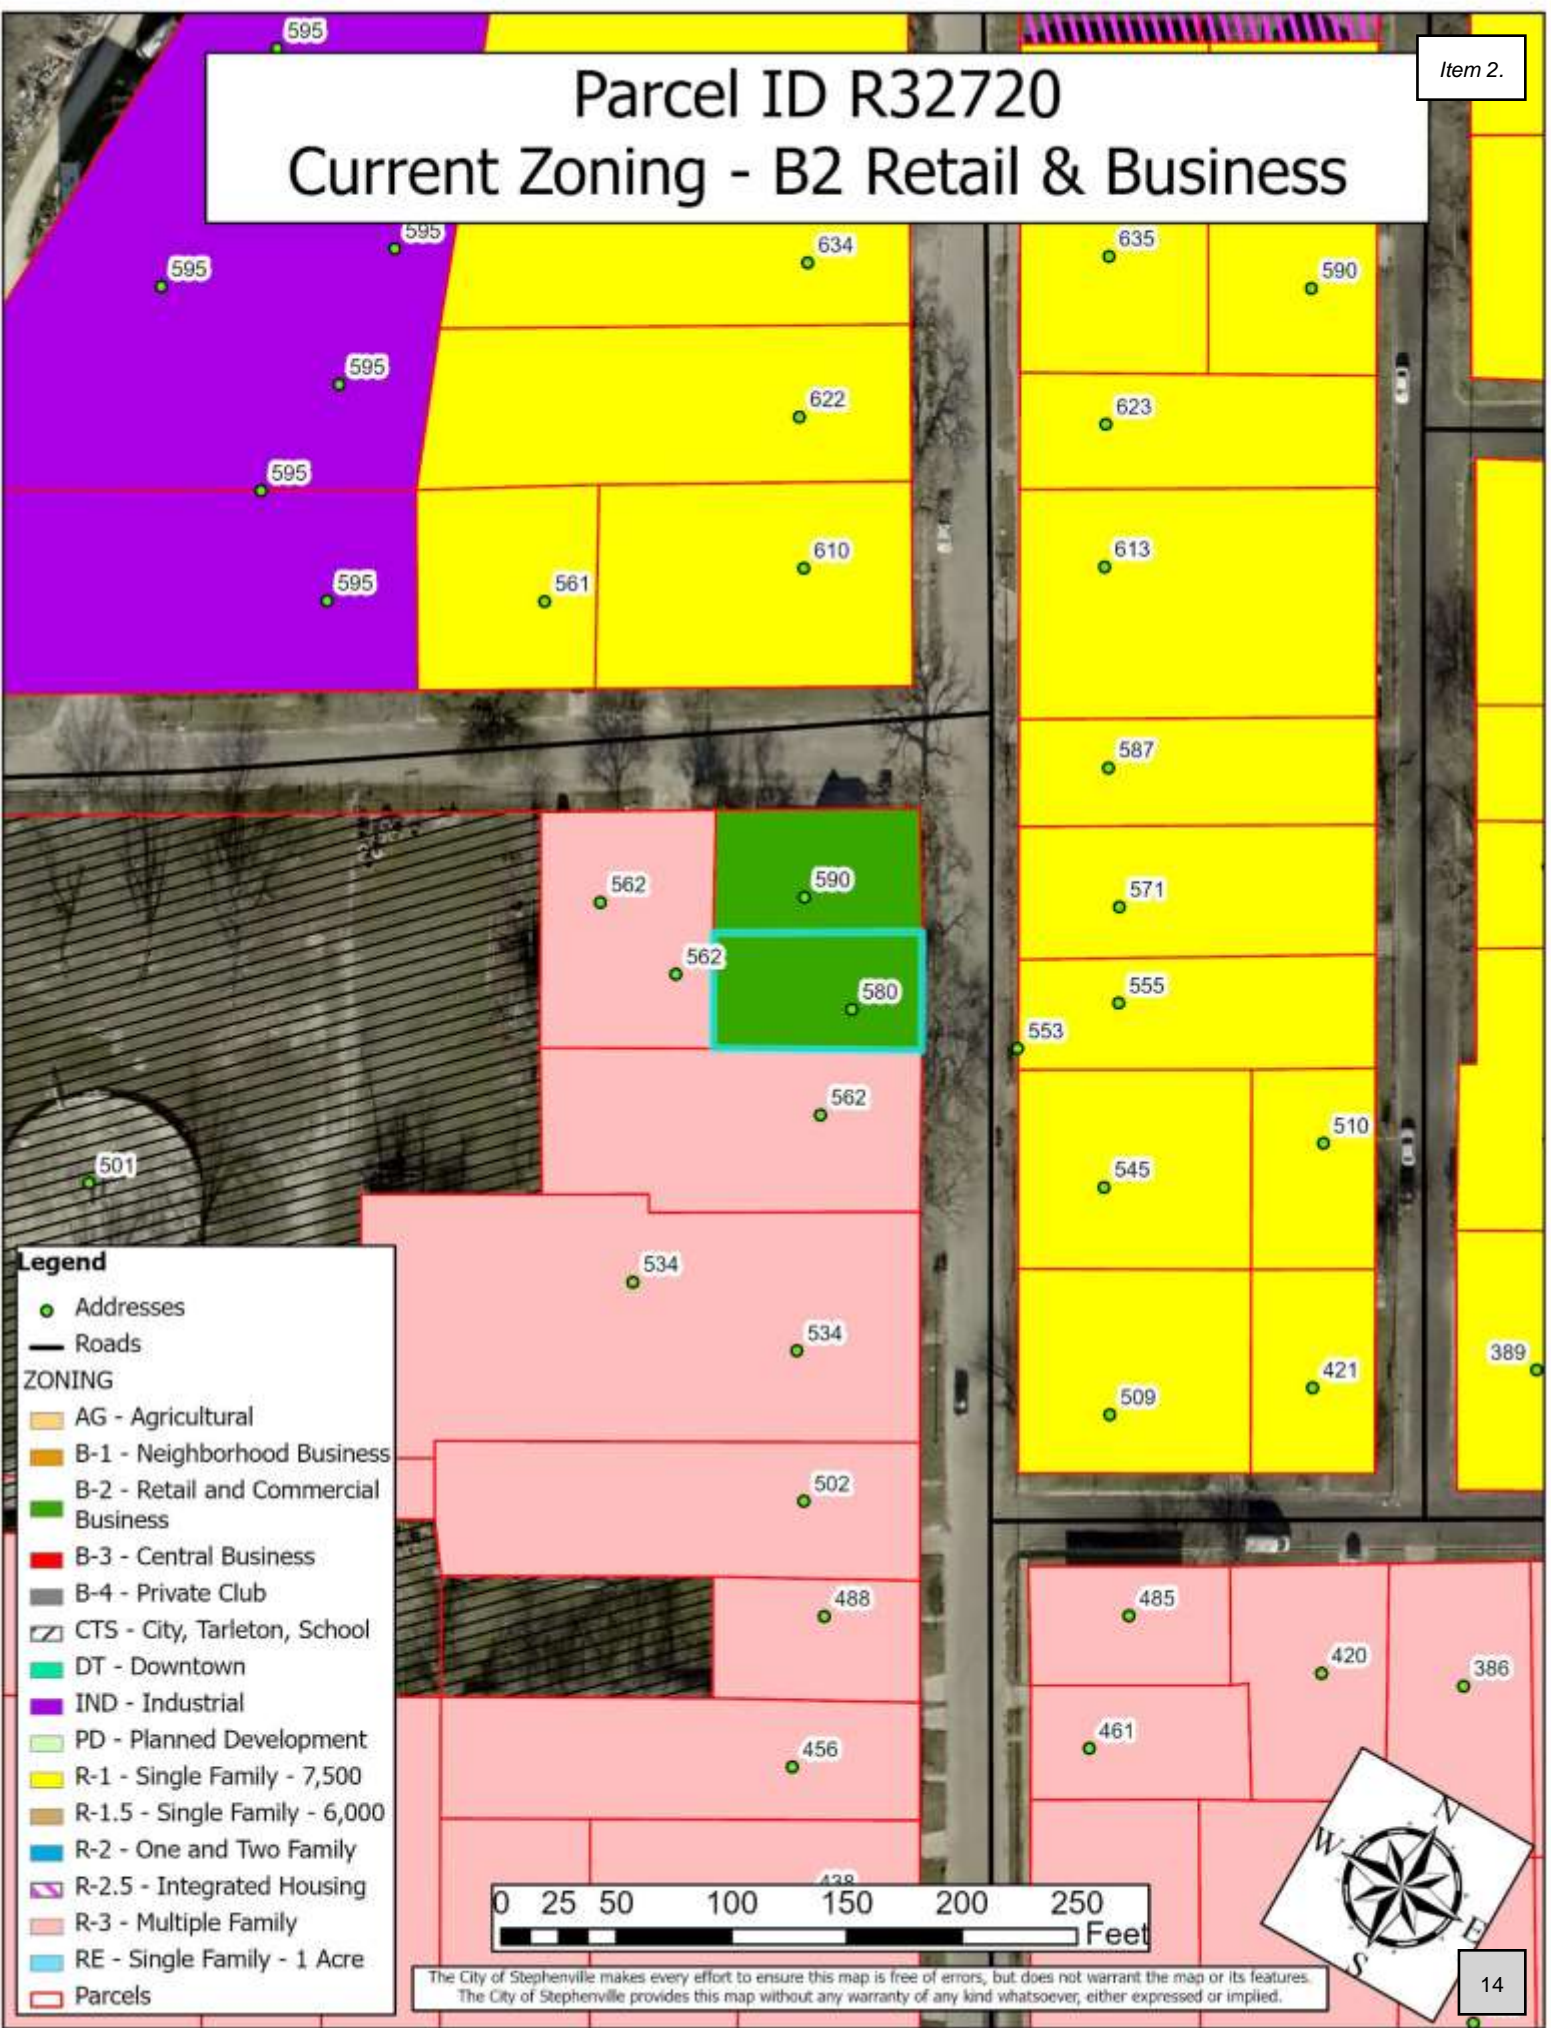 595
Item 2.
Parcel ID R32720
Current Zoning - B2 Retail & Business
595
634
635
595
590
595
622
623
595
613
610
595
561
587
562
590
571
562
580
555
553
562
510
501
545
534
534
389
421
509
502
488
485
420
386
461
456
438
Legend
Addresses
Roads
ZONING
AG - Agricultural
B-1 - Neighborhood Business
B-2 - Retail and Commercial
Business
B-3 - Central Business
B-4 - Private Club
CTS - City, Tarleton, School
DT - Downtown
IND - Industrial
PD - Planned Development
R-1 - Single Family - 7,500
R-1.5 - Single Family - 6,000
R-2 - One and Two Family
R-2.5 - Integrated Housing
R-3 - Multiple Family
RE - Single Family - 1 Acre
Parcels
0 25 50 100 150 200 250
Feet
N
W
E
S
The City of Stephenville makes every effort to ensure this map is free of errors, but does not warrant the map or its features.
The City of Stephenville provides this map without any warranty of any kind whatsoever, either expressed or implied.
14